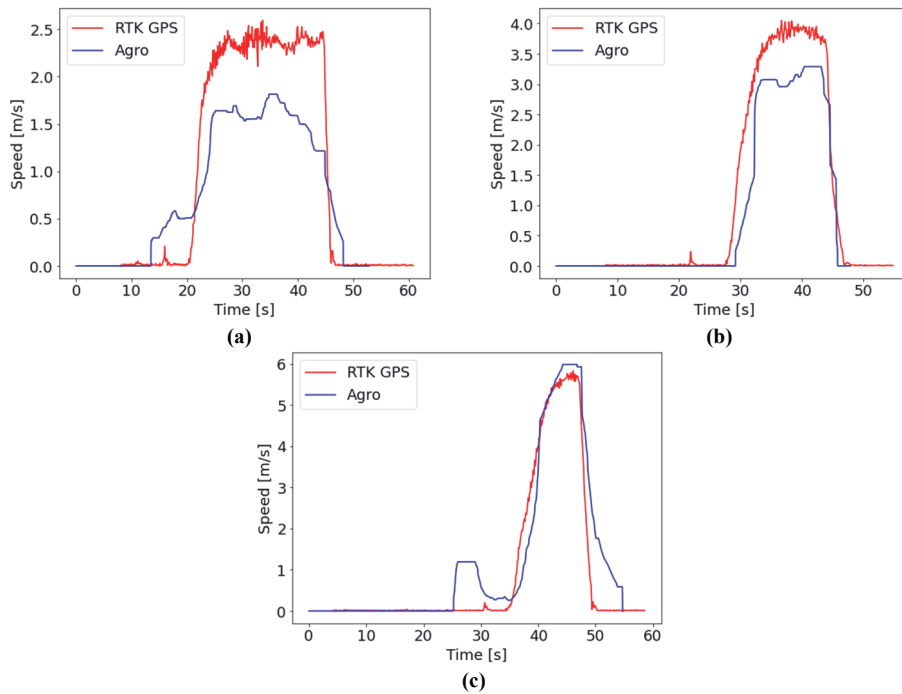 RTK GPS
Agro
Speed [m/s]
2.5
2.0
1.5
1.0
0.5
0.0
0 10 20 30 40 50 60
Time [s]
(a)
RTK GPS
Agro
Speed [m/s]
4.0
3.5
3.0
2.5
2.0
1.5
1.0
0.5
0.0
0 10 20 30 40 50
Time [s]
(b)
RTK GPS
Agro
Speed [m/s]
6
5
4
3
2
1
0
0 10 20 30 40 50 60
Time [s]
(c)